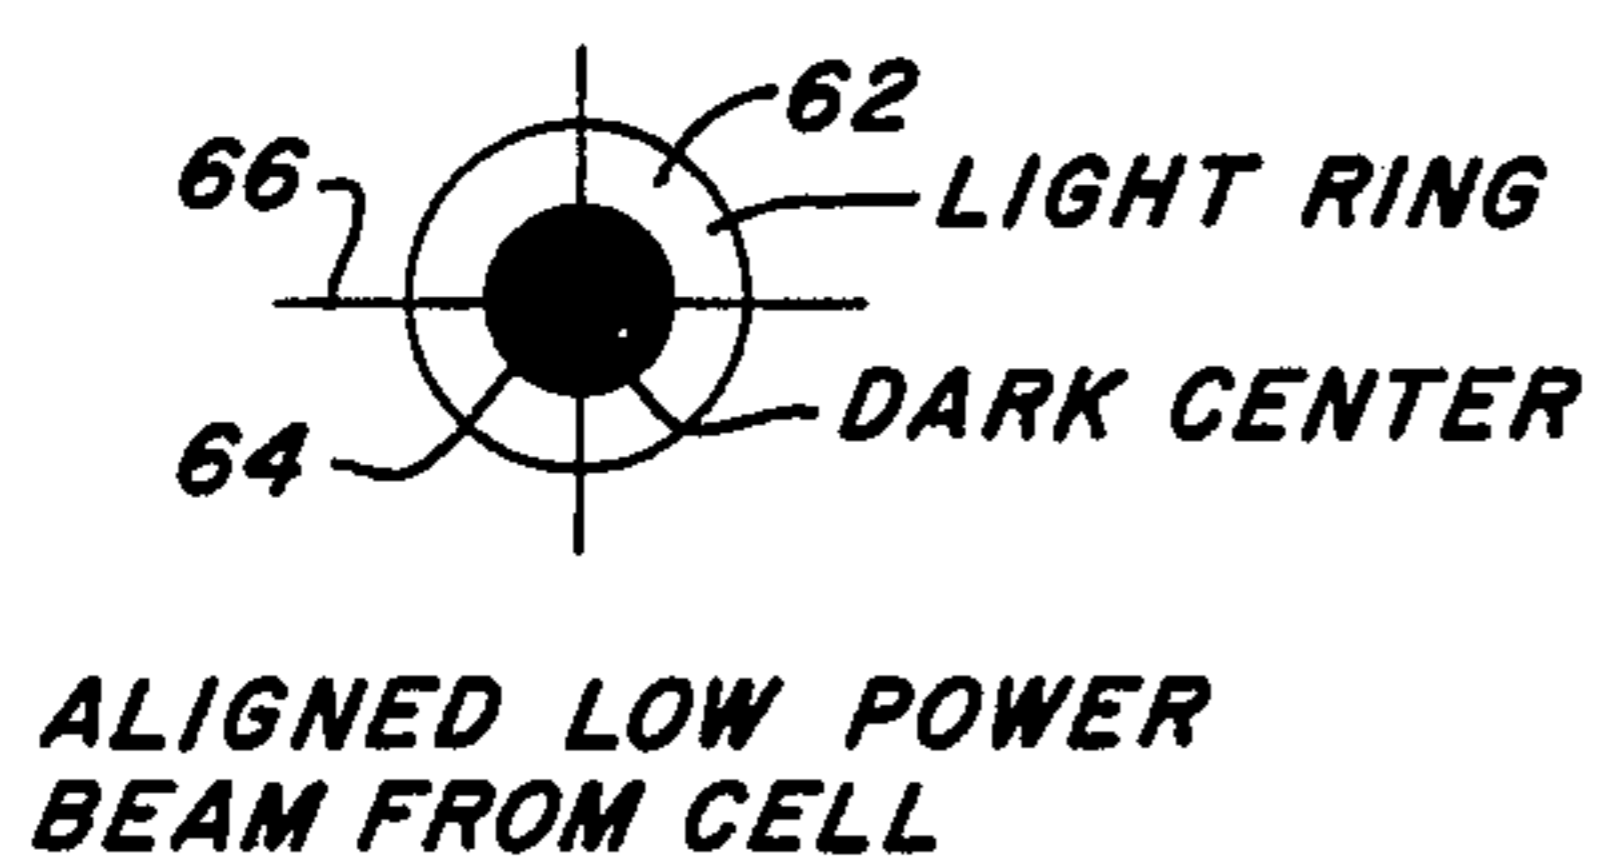 62
66
LIGHT RING
DARK CENTER
64
ALIGNED LOW POWER
BEAM FROM CELL